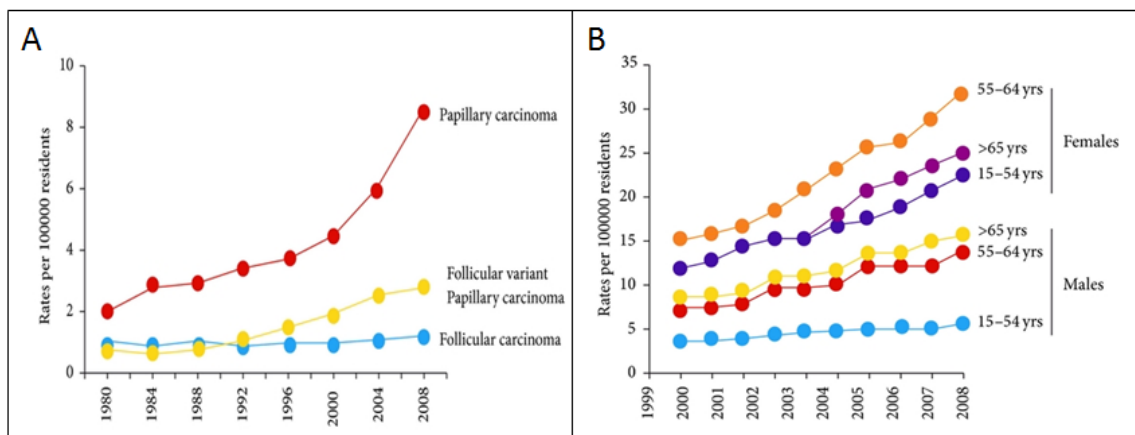 A
Rates per 100000 residents
10
8
6
4
2
0
Papillary carcinoma
Follicular variant
Papillary carcinoma
Follicular carcinoma
1980
1984
1988
1992
1996
2000
2004
2008
B
Rates per 100000 residents
35
30
25
20
15
10
5
0
55–64 yrs
>65 yrs
15–54 yrs
Females
>65 yrs
55–64 yrs
15–54 yrs
Males
1999
2000
2001
2002
2003
2004
2005
2006
2007
2008